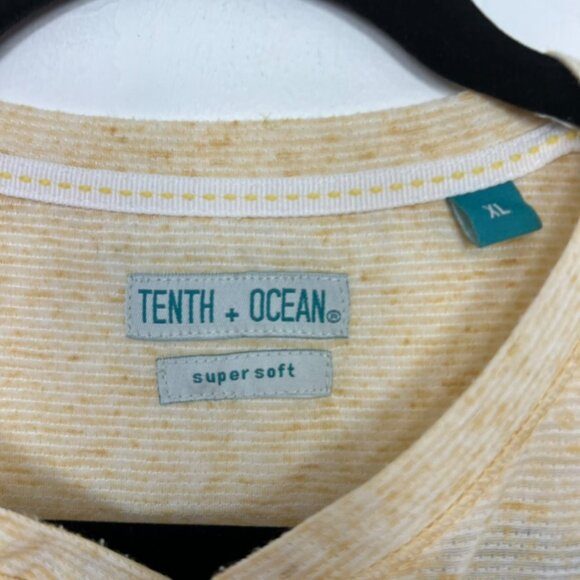 XL
TENTH + OCEAN®
super soft